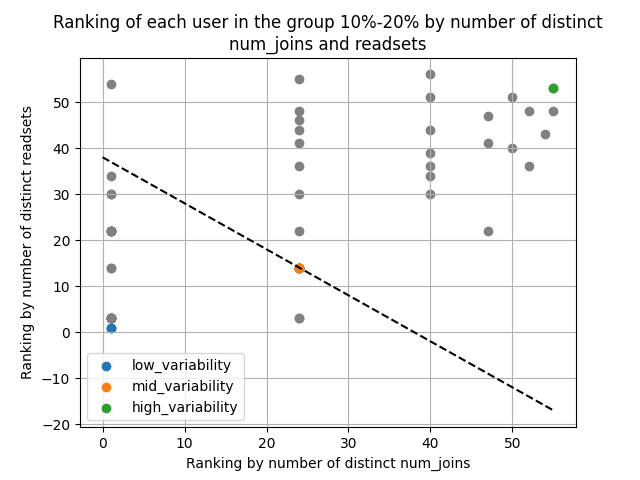 Ranking of each user in the group 10%-20% by number of distinct
num_joins and readsets
Ranking by number of distinct readsets
50
40
30
20
10
0
−10
−20
low_variability
mid_variability
high_variability
0 10 20 30 40 50
Ranking by number of distinct num_joins